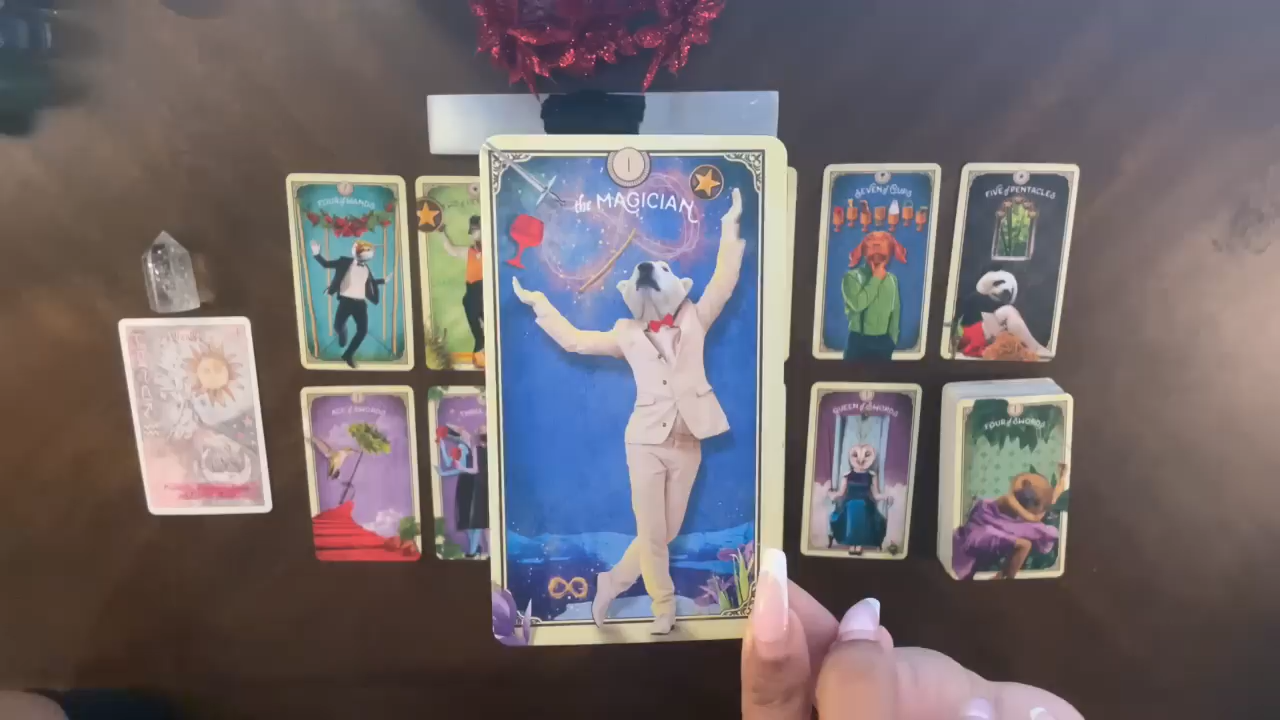 I
the MAGICIAN
FOUR of WANDS
SEVEN of CUPS
FIVE of PENTACLES
ACE of SWORDS
THREE
QUEEN of SWORDS
FOUR of SWORDS